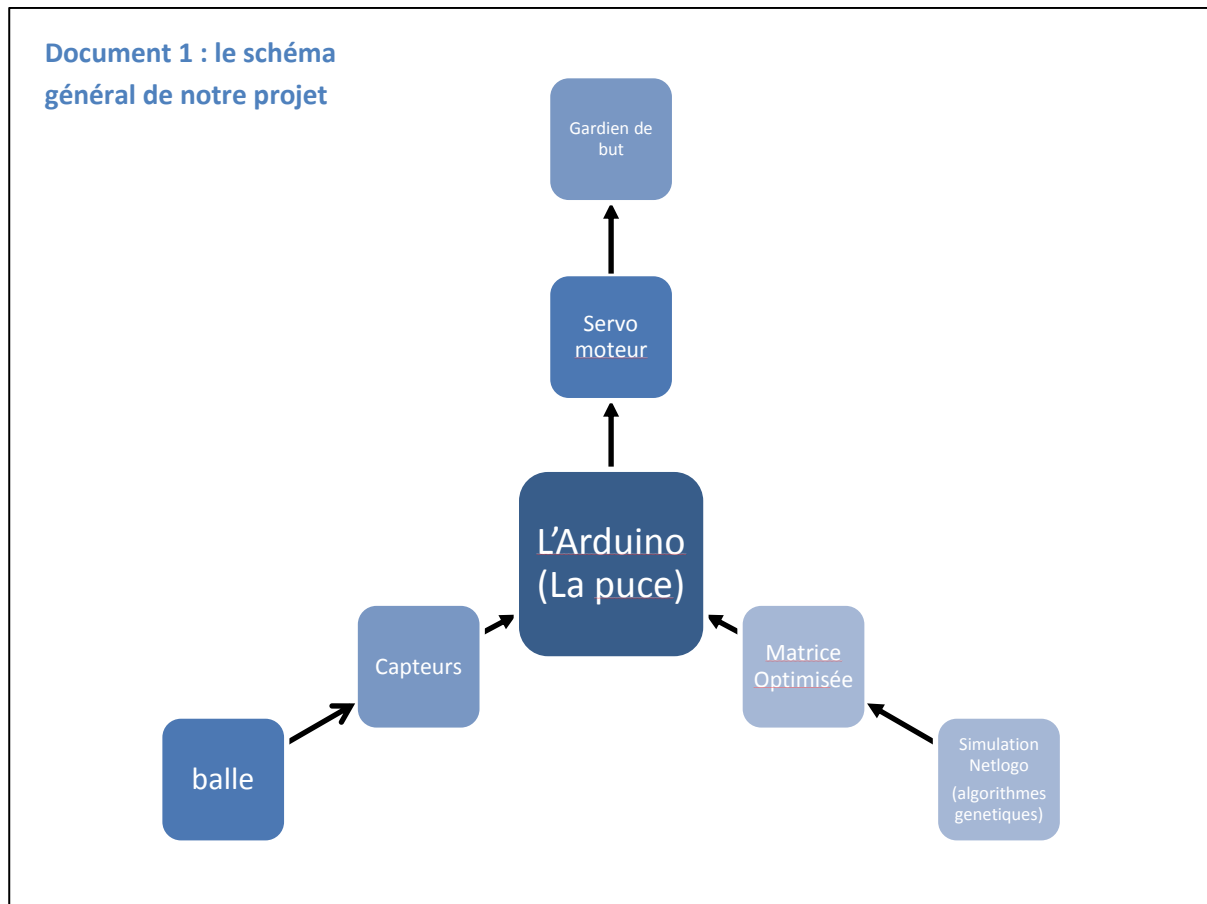 Document 1 : le schéma
général de notre projet
Gardien de
but
Servo
moteur
L'Arduino
(La puce)
Capteurs
Matrice
Optimisée
balle
Simulation
Netlogo
(algorithmes
genetiques)